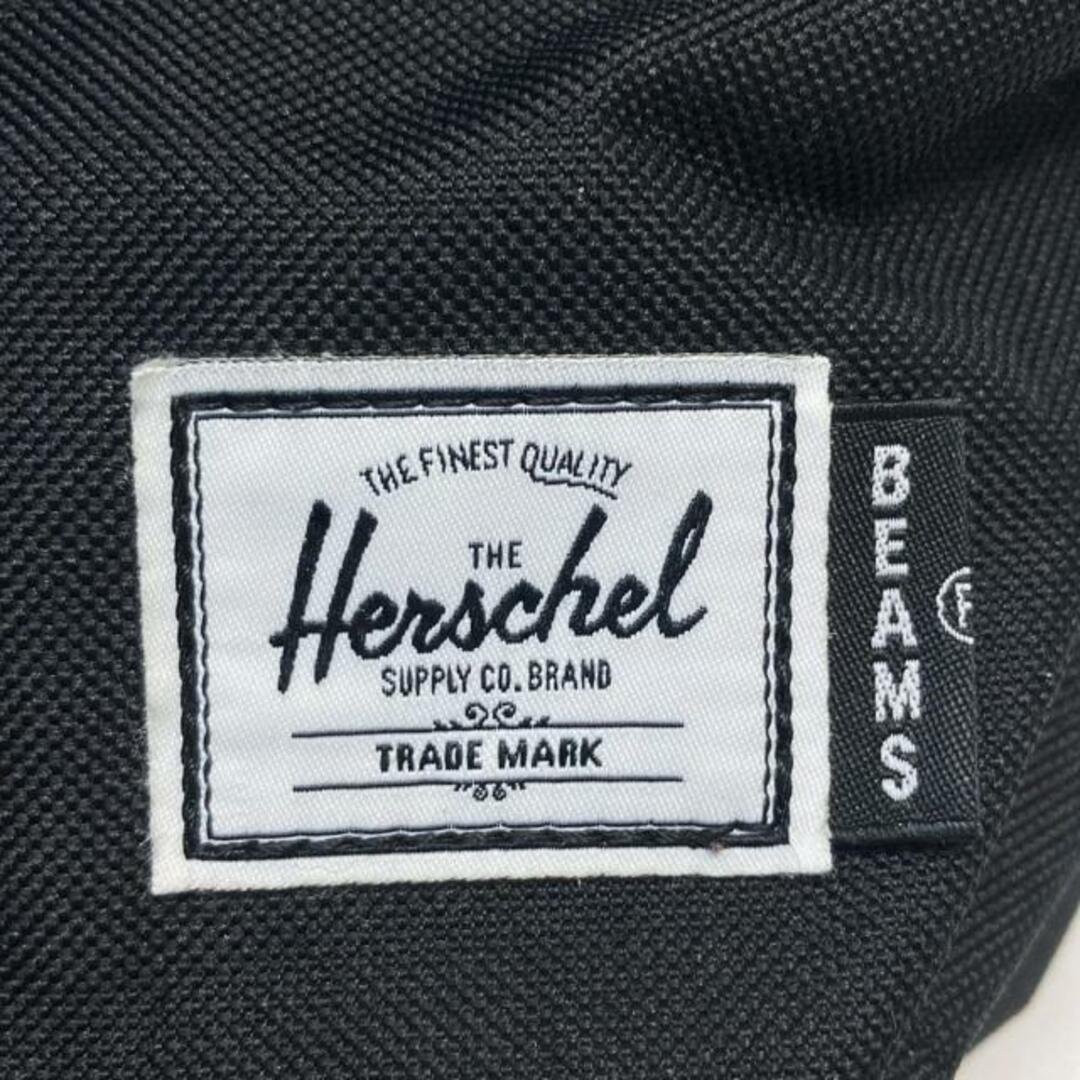 THE FINEST QUALITY
THE
Herschel
SUPPLY CO. BRAND
TRADE MARK
BEAMS